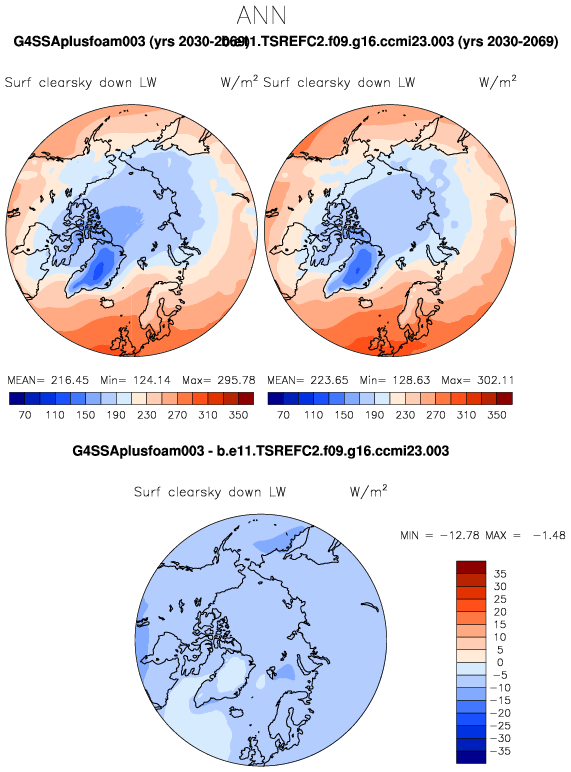 ANN
G4SSAplusfoam003 (yrs 2030-2069) b.e11.TSREFC2.f09.g16.ccmi23.003 (yrs 2030-2069)
Surf clearsky down LW W/m² Surf clearsky down LW W/m²
MEAN= 216.45 Min= 124.14 Max= 295.78 MEAN= 223.65 Min= 128.63 Max= 302.11
70 110 150 190 230 270 310 350 70 110 150 190 230 270 310 350
G4SSAplusfoam003 - b.e11.TSREFC2.f09.g16.ccmi23.003
Surf clearsky down LW W/m²
MIN = -12.78 MAX = -1.48
35
30
25
20
15
10
5
0
-5
-10
-15
-20
-25
-30
-35